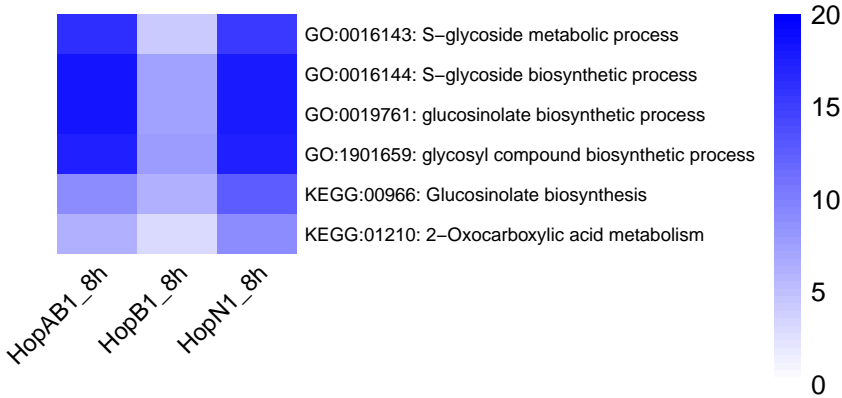 GO:0016143: S−glycoside metabolic process
GO:0016144: S−glycoside biosynthetic process
GO:0019761: glucosinolate biosynthetic process
GO:1901659: glycosyl compound biosynthetic process
KEGG:00966: Glucosinolate biosynthesis
KEGG:01210: 2−Oxocarboxylic acid metabolism
HopAB1_8h
HopB1_8h
HopN1_8h
20
15
10
5
0